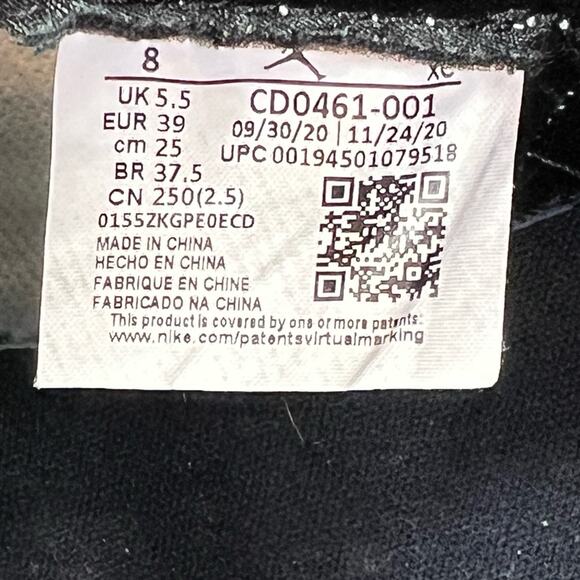 8 XC
UK 5.5
EUR 39
cm 25
BR 37.5
CN 250(2.5)
CD0461-001
09/30/20 | 11/24/20
UPC 00194501079518
0155ZKGPE0ECD
MADE IN CHINA
HECHO EN CHINA
FABRIQUE EN CHINE
FABRICADO NA CHINA
This product is covered by one or more patents:
www.nike.com/patentsvirtualmarking